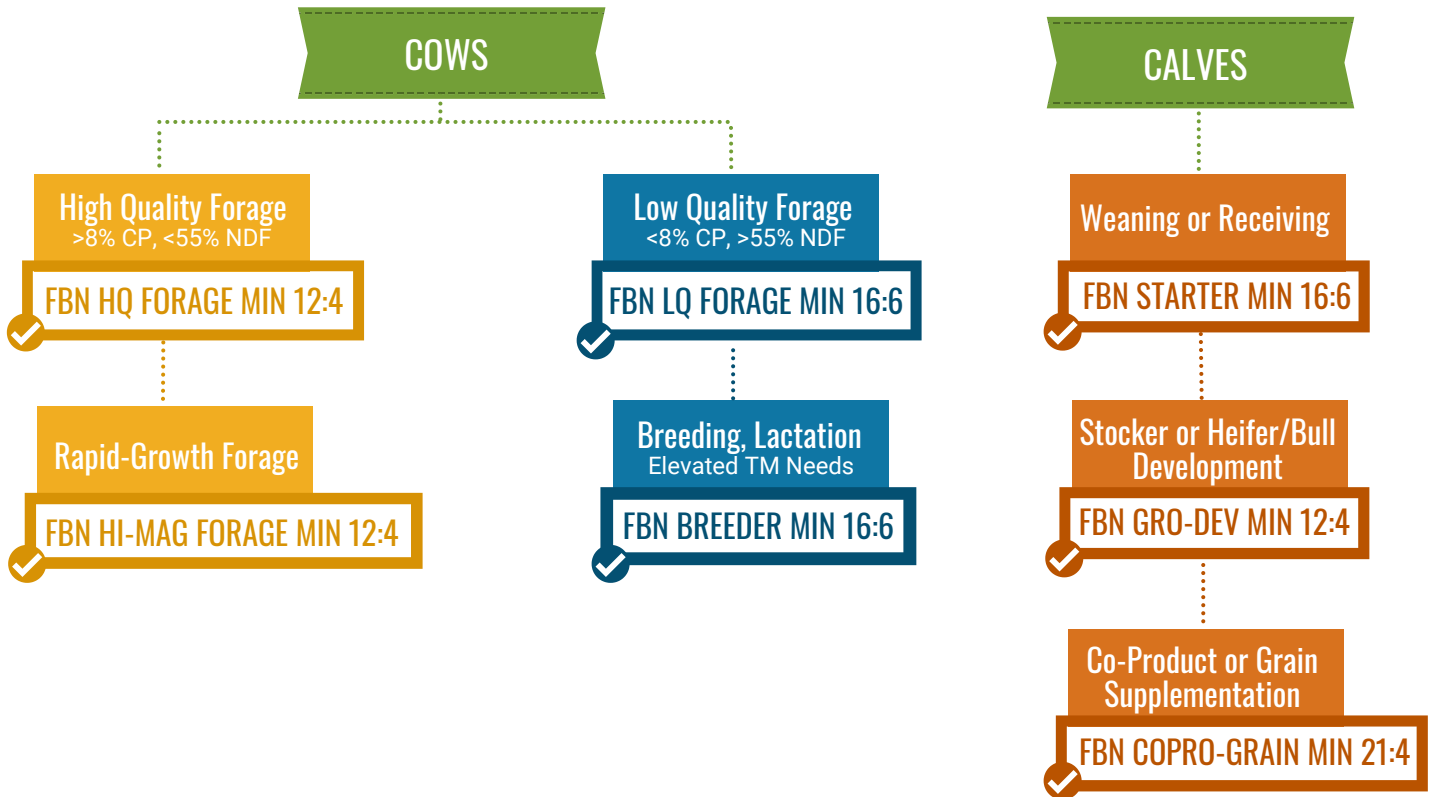 COWS
High Quality Forage
>8% CP, <55% NDF
FBN HQ FORAGE MIN 12:4
Rapid-Growth Forage
FBN HI-MAG FORAGE MIN 12:4
Low Quality Forage
<8% CP, >55% NDF
FBN LQ FORAGE MIN 16:6
Breeding, Lactation
Elevated TM Needs
FBN BREEDER MIN 16:6
CALVES
Weaning or Receiving
FBN STARTER MIN 16:6
Stocker or Heifer/Bull
Development
FBN GRO-DEV MIN 12:4
Co-Product or Grain
Supplementation
FBN COPRO-GRAIN MIN 21:4